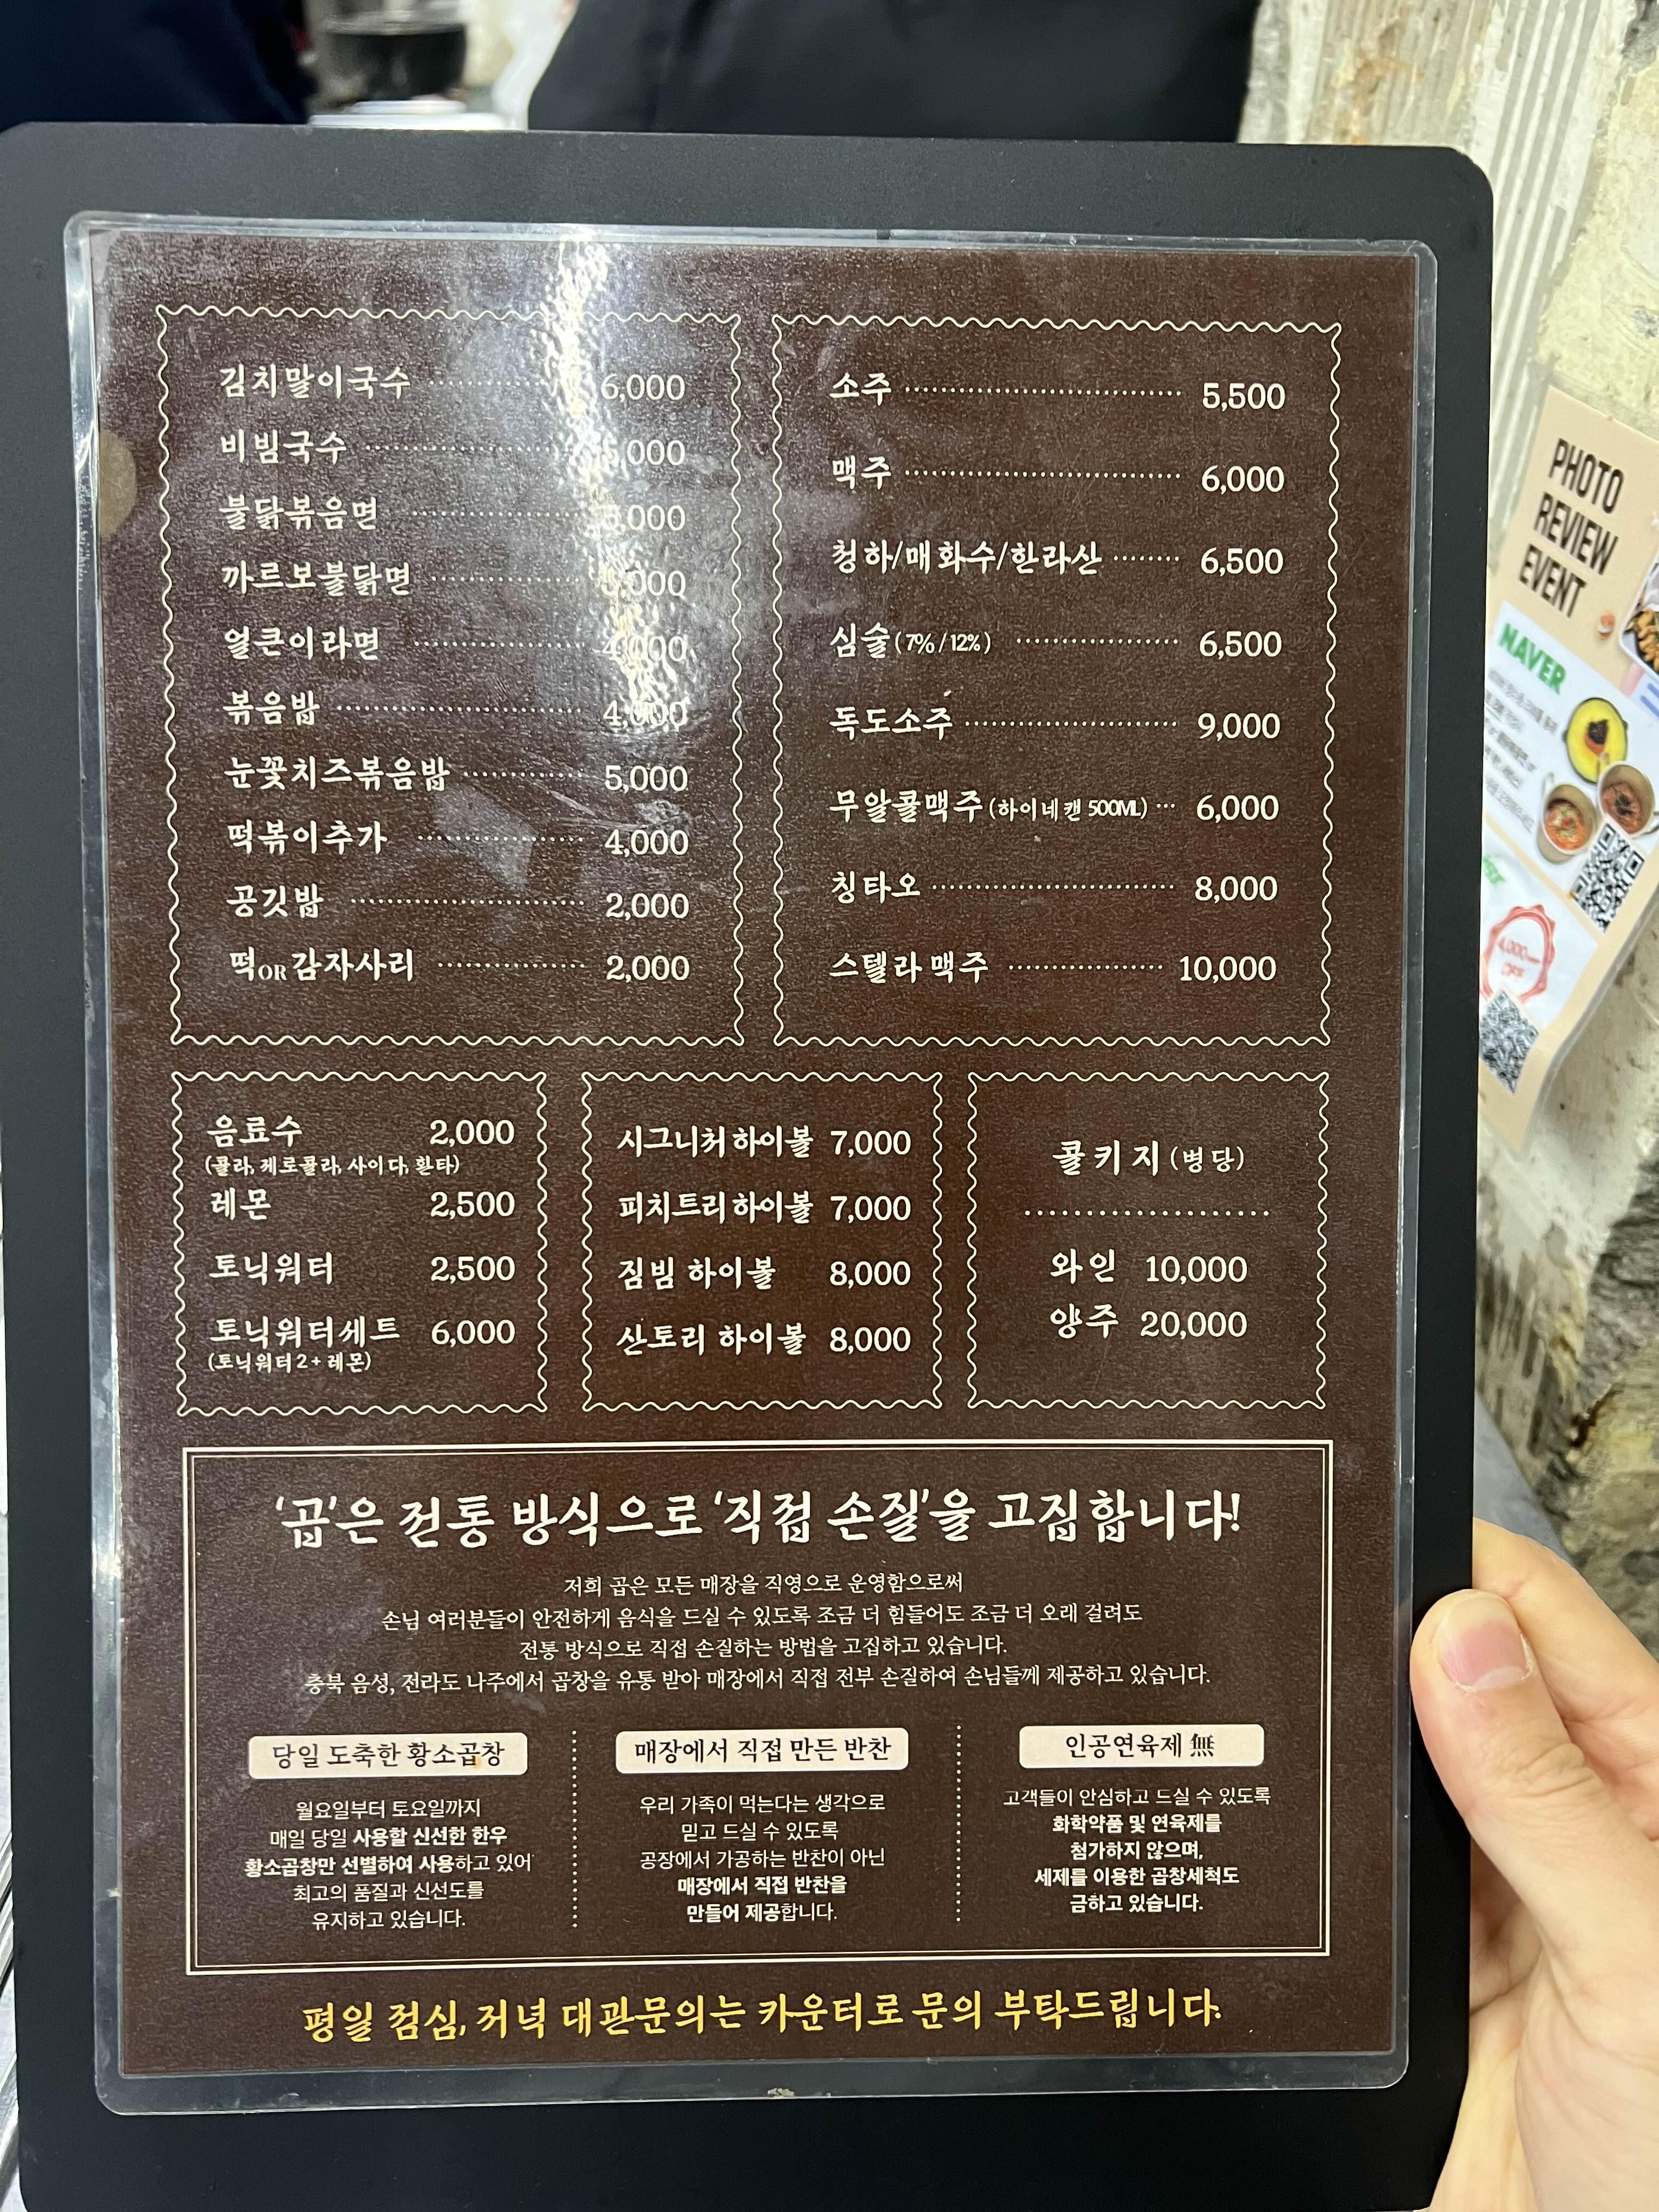 김치말이국수 6,000
비빔국수
불닭볶음면
까르보불닭면
얼큰이라면 4,000
볶음밥 4,000
눈꽃치즈볶음밥 5,000
떡볶이추가 4,000
공깃밥 2,000
떡OR감자사리 2,000
소주 5,500
맥주 6,000
청하/매화수/한라산 6,500
심술(7%/12%) 6,500
독도소주 9,000
무알콜맥주(하이네캔 500ML) 6,000
칭타오 8,000
스텔라 맥주 10,000
음료수 2,000
(콜라, 제로콜라, 사이다, 환타)
레몬 2,500
토닉워터 2,500
토닉워터세트 6,000
(토닉워터2+레몬)
시그니처하이볼 7,000
피치트리하이볼 7,000
짐빔 하이볼 8,000
산토리 하이볼 8,000
콜키지(병당)
와인 10,000
양주 20,000
'곱'은 전통 방식으로 '직접 손질'을 고집합니다!
저희 곱은 모든 매장을 직영으로 운영함으로써
손님 여러분들이 안전하게 음식을 드실 수 있도록 조금 더 힘들어도 조금 더 오래 걸려도
전통 방식으로 직접 손질하는 방법을 고집하고 있습니다.
충북 음성, 전라도 나주에서 곱창을 유통 받아 매장에서 직접 전부 손질하여 손님들께 제공하고 있습니다.
당일 도축한 황소곱창
월요일부터 토요일까지
매일 당일 사용할 신선한 한우
황소곱창만 선별하여 사용하고 있어
최고의 품질과 신선도를
유지하고 있습니다.
매장에서 직접 만든 반찬
우리 가족이 먹는다는 생각으로
믿고 드실 수 있도록
공장에서 가공하는 반찬이 아닌
매장에서 직접 반찬을
만들어 제공합니다.
인공연육제 無
고객들이 안심하고 드실 수 있도록
화학약품 및 연육제를
첨가하지 않으며,
세제를 이용한 곱창세척도
금하고 있습니다.
평일 점심, 저녁 대관문의는 카운터로 문의 부탁드립니다.
PHOTO
REVIEW
EVENT
NAVER
4,000
OFF